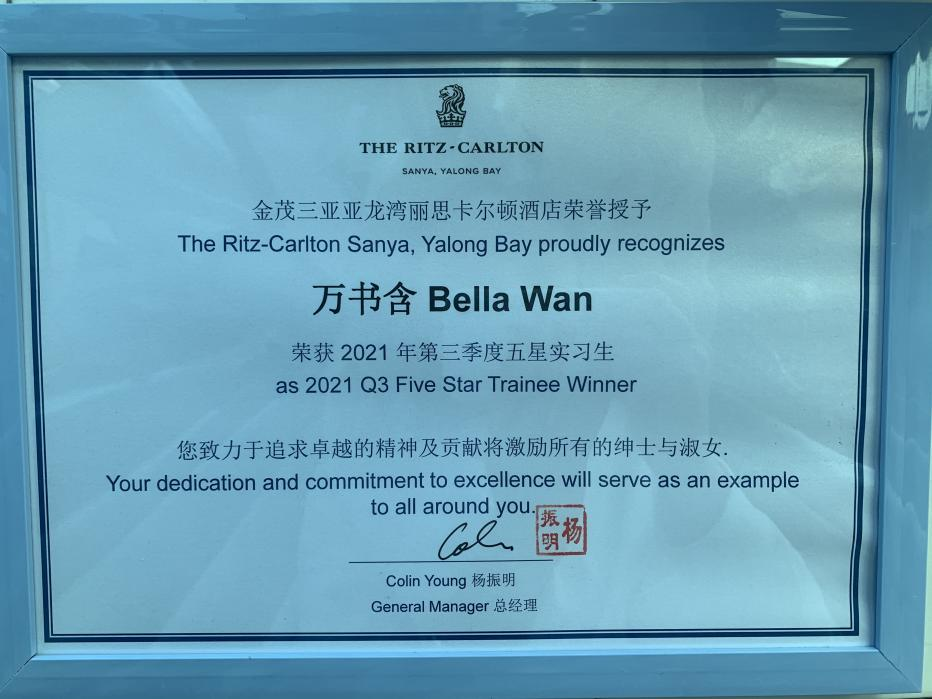 THE RITZ-CARLTON
SANYA, YALONG BAY
金茂三亚亚龙湾丽思卡尔顿酒店荣誉授予
The Ritz-Carlton Sanya, Yalong Bay proudly recognizes
万书含 Bella Wan
荣获 2021 年第三季度五星实习生
as 2021 Q3 Five Star Trainee Winner
您致力于追求卓越的精神及贡献将激励所有的绅士与淑女.
Your dedication and commitment to excellence will serve as an example
to all around you.
Colin
杨振明
Colin Young 杨振明
General Manager 总经理